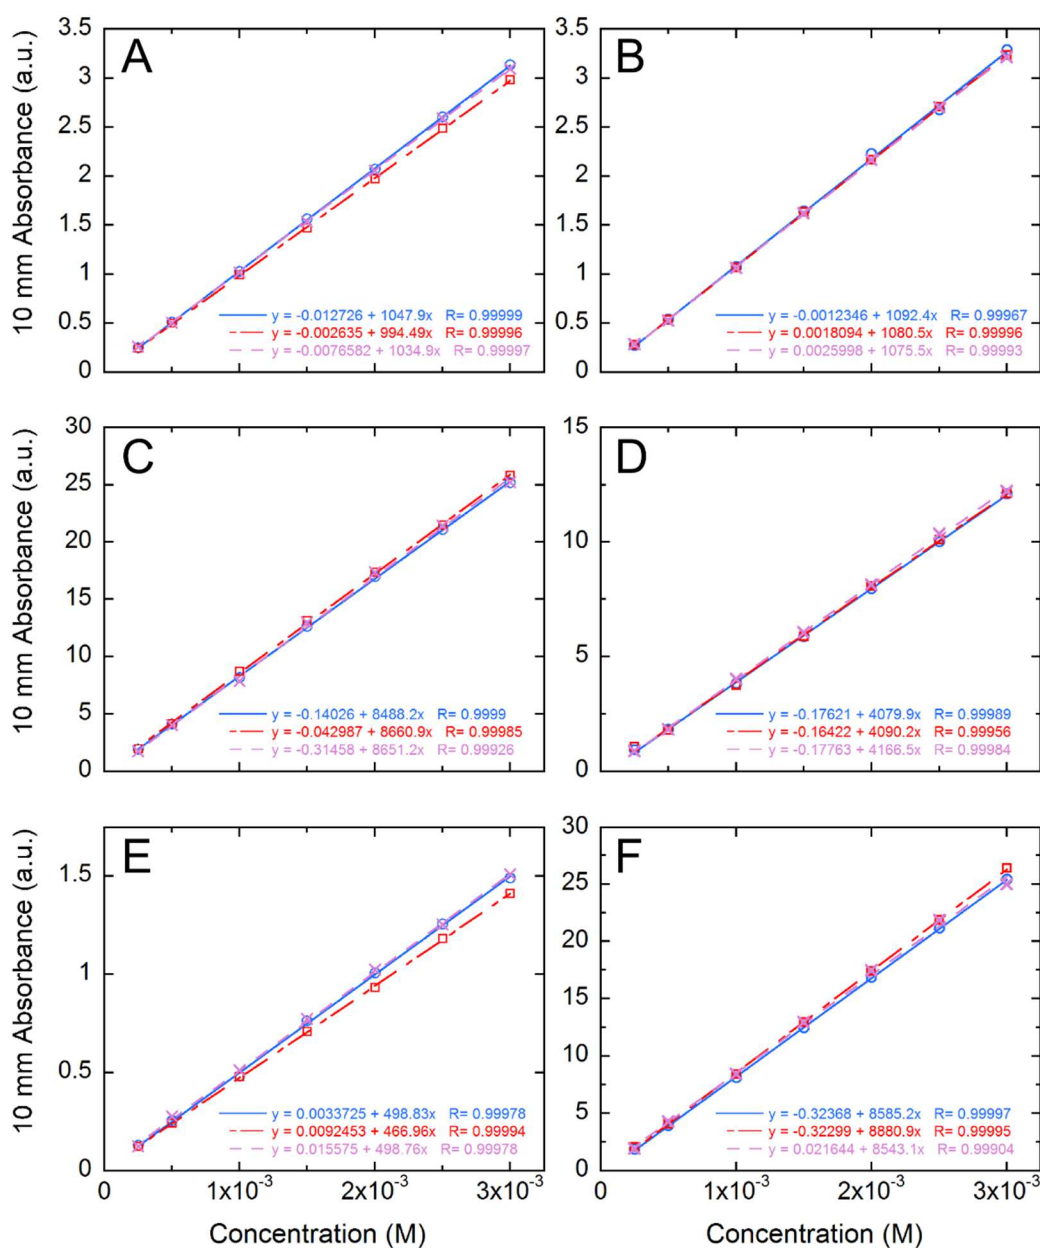 A
3.5
3
2.5
2
1.5
1
0.5
0
10 mm Absorbance (a.u.)
y = -0.012726 + 1047.9x R= 0.99999
y = -0.002635 + 994.49x R= 0.99996
y = -0.0076582 + 1034.9x R= 0.99997
B
3.5
3
2.5
2
1.5
1
0.5
0
y = -0.0012346 + 1092.4x R= 0.99967
y = 0.0018094 + 1080.5x R= 0.99996
y = 0.0025998 + 1075.5x R= 0.99993
C
30
25
20
15
10
5
0
10 mm Absorbance (a.u.)
y = -0.14026 + 8488.2x R= 0.9999
y = -0.042987 + 8660.9x R= 0.99985
y = -0.31458 + 8651.2x R= 0.99926
D
15
10
5
0
y = -0.17621 + 4079.9x R= 0.99989
y = -0.16422 + 4090.2x R= 0.99956
y = -0.17763 + 4166.5x R= 0.99984
E
1.5
1
0.5
0
10 mm Absorbance (a.u.)
y = 0.0033725 + 498.83x R= 0.99978
y = 0.0092453 + 466.96x R= 0.99994
y = 0.015575 + 498.76x R= 0.99978
0 1x10⁻³ 2x10⁻³ 3x10⁻³
Concentration (M)
F
30
25
20
15
10
5
0
y = -0.32368 + 8585.2x R= 0.99997
y = -0.32299 + 8880.9x R= 0.99995
y = 0.021644 + 8543.1x R= 0.99904
0 1x10⁻³ 2x10⁻³ 3x10⁻³
Concentration (M)